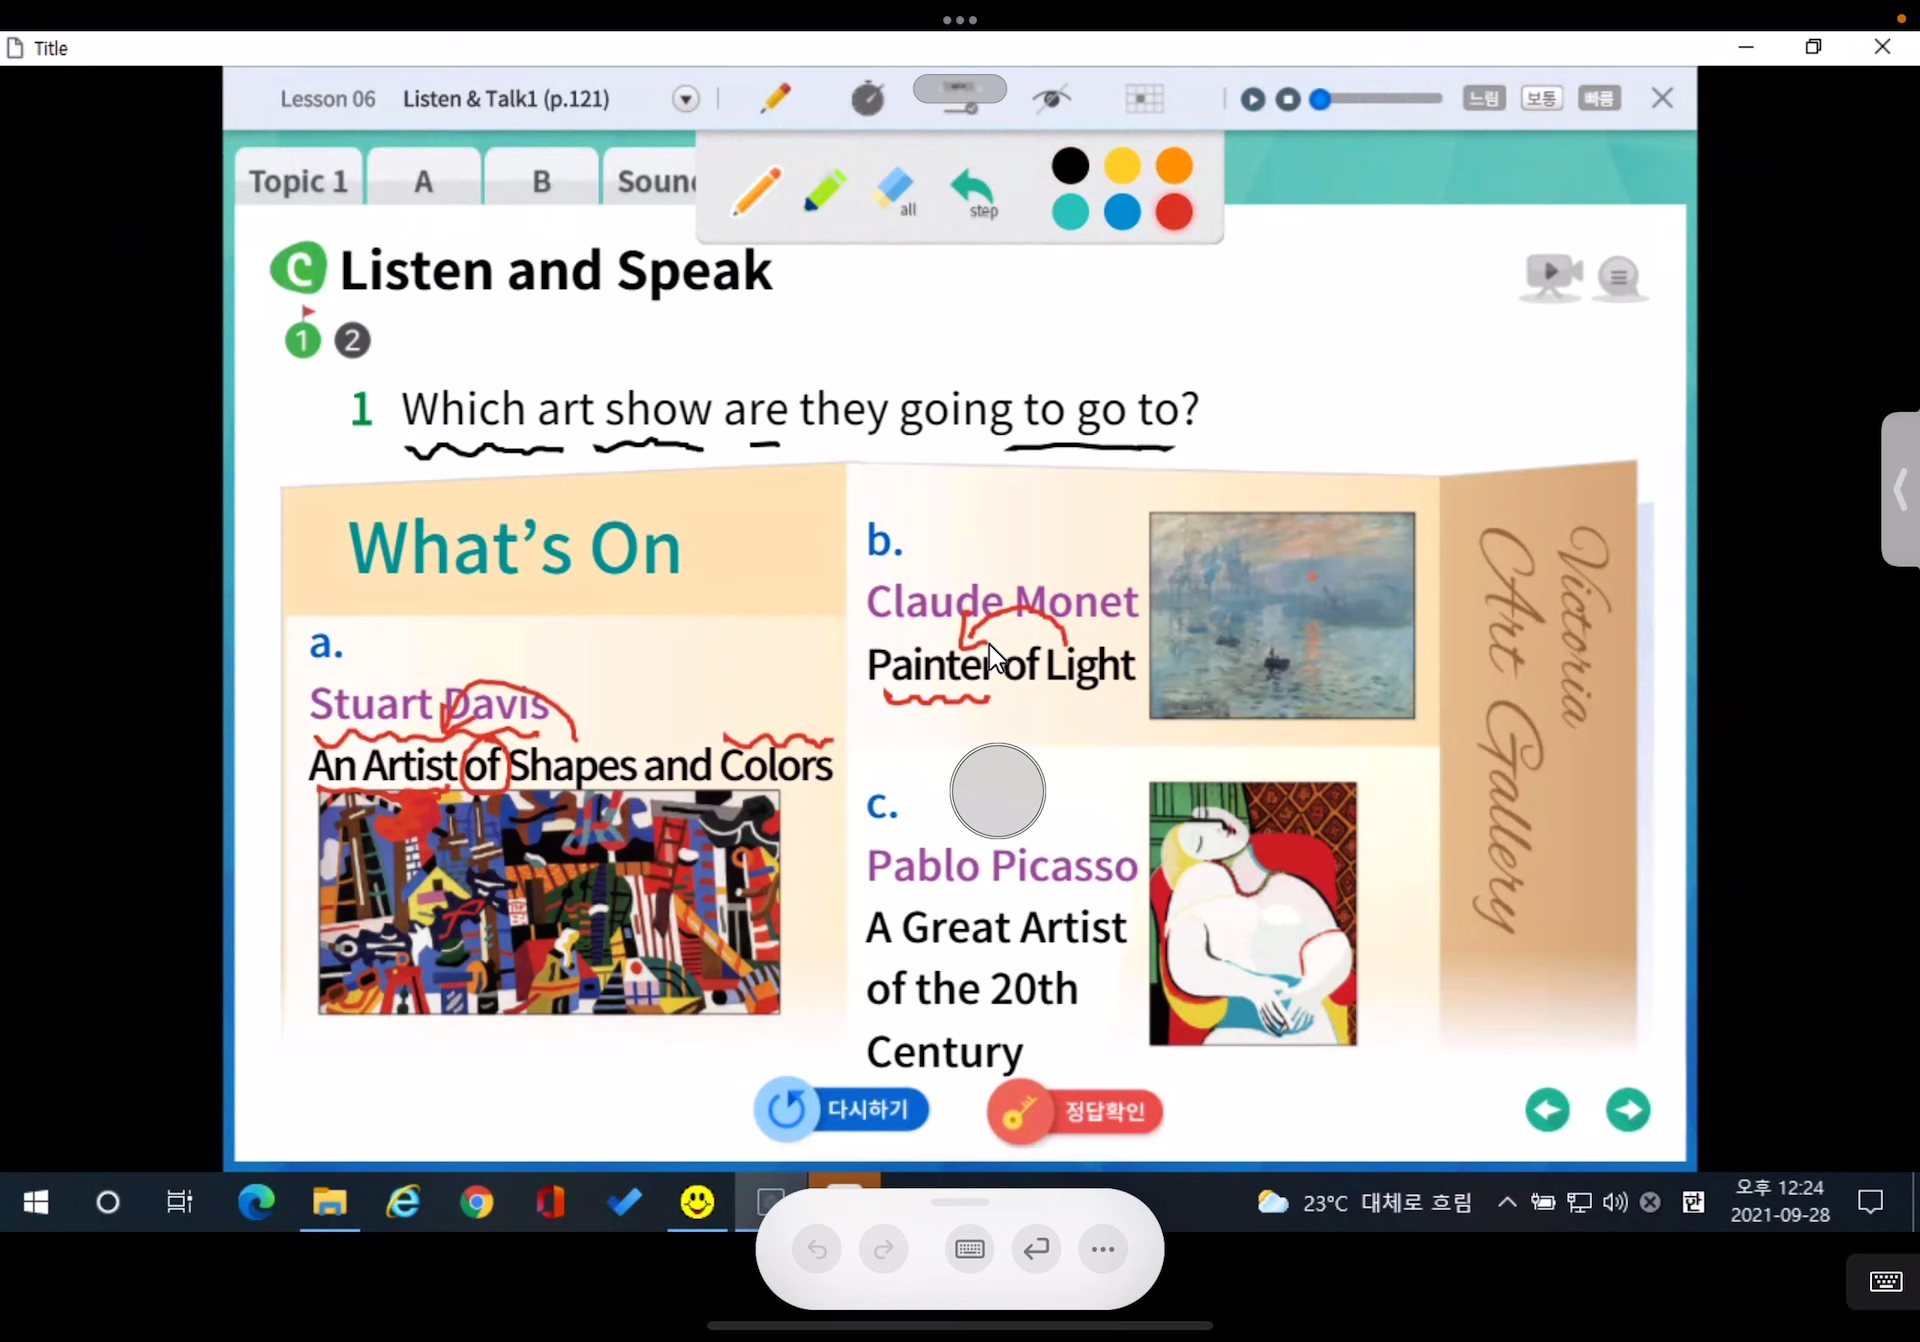 Title
Lesson 06 Listen & Talk1 (p.121)
느림 보통 빠름
Topic 1 A B Soun
all step
C Listen and Speak
1 2
1 Which art show are they going to go to?
What's On
a.
Stuart Davis
An Artist of Shapes and Colors
b.
Claude Monet
Painter of Light
c.
Pablo Picasso
A Great Artist
of the 20th
Century
Victoria
Art Gallery
다시하기 정답확인
23°C 대체로 흐림
한
오후 12:24
2021-09-28